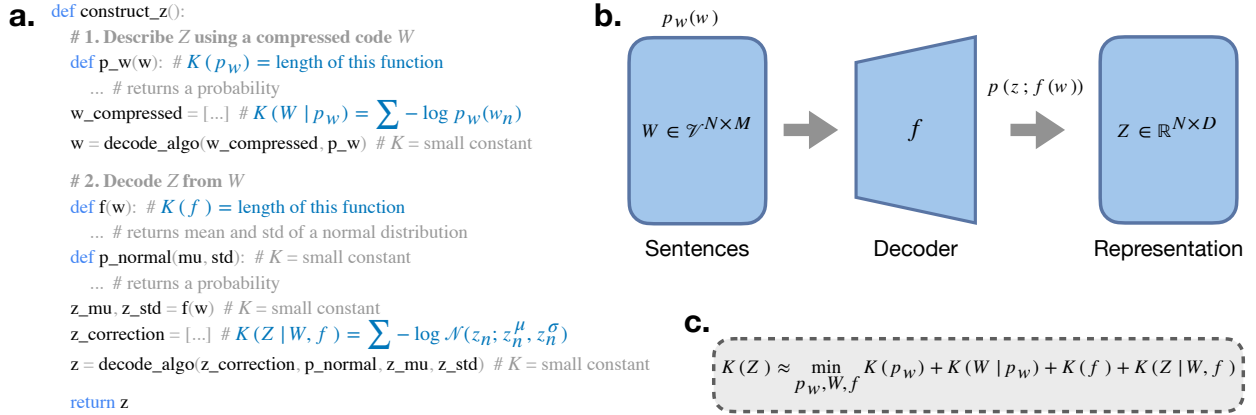 a.
def construct_z():
# 1. Describe Z using a compressed code W
def p_w(w): # K(p_w) = length of this function
... # returns a probability
w_compressed = [...] # K(W | p_w) = ∑ − log p_w(w_n)
w = decode_algo(w_compressed, p_w) # K = small constant
# 2. Decode Z from W
def f(w): # K(f) = length of this function
... # returns mean and std of a normal distribution
def p_normal(mu, std): # K = small constant
... # returns a probability
z_mu, z_std = f(w) # K = small constant
z_correction = [...] # K(Z | W, f) = ∑ − log 𝒩(z_n; z_n^μ, z_n^σ)
z = decode_algo(z_correction, p_normal, z_mu, z_std) # K = small constant
return z
b.
p_w(w)
W ∈ 𝒱^{N×M}
Sentences
f
Decoder
p(z; f(w))
Z ∈ ℝ^{N×D}
Representation
c.
K(Z) ≈ min_{p_w,W,f} K(p_w) + K(W | p_w) + K(f) + K(Z | W, f)